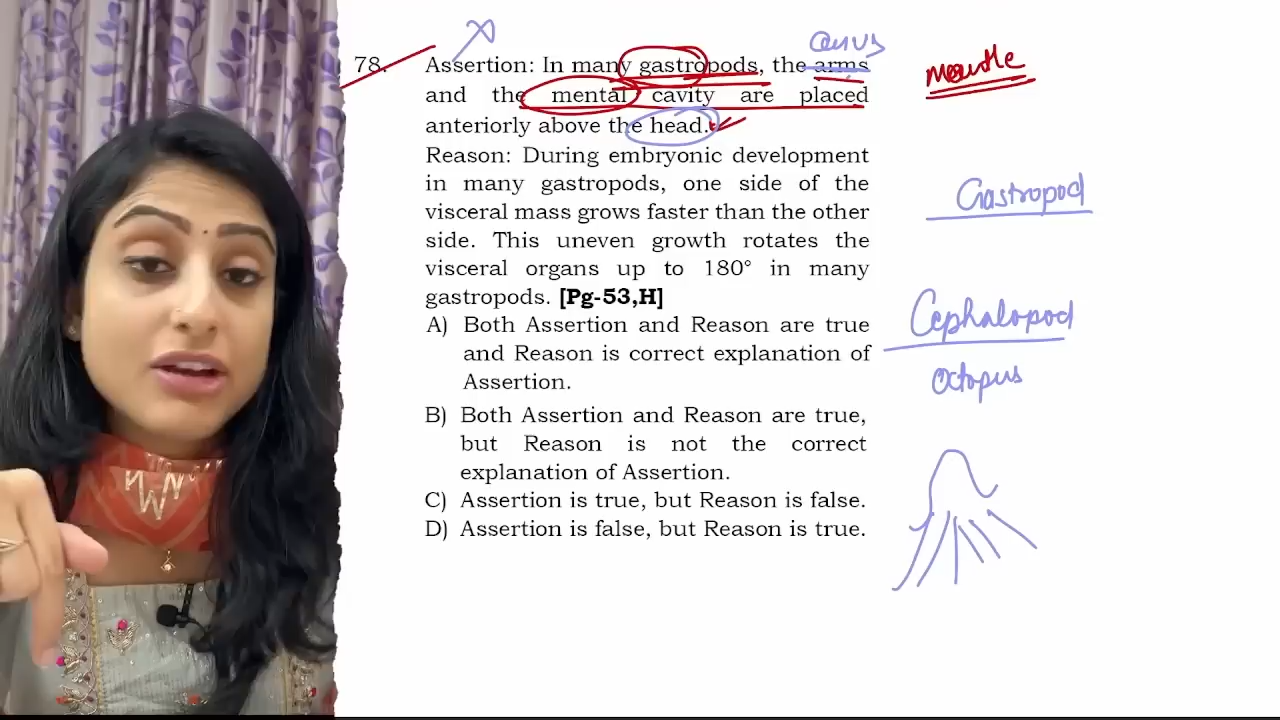 anus
78. Assertion: In many gastropods, the arms
and the mental cavity are placed
anteriorly above the head.
Reason: During embryonic development
in many gastropods, one side of the
visceral mass grows faster than the other
side. This uneven growth rotates the
visceral organs up to 180° in many
gastropods. [Pg-53,H]
A) Both Assertion and Reason are true
and Reason is correct explanation of
Assertion.
B) Both Assertion and Reason are true,
but Reason is not the correct
explanation of Assertion.
C) Assertion is true, but Reason is false.
D) Assertion is false, but Reason is true.
mantle
Gastropod
Cephalopod
Octopus